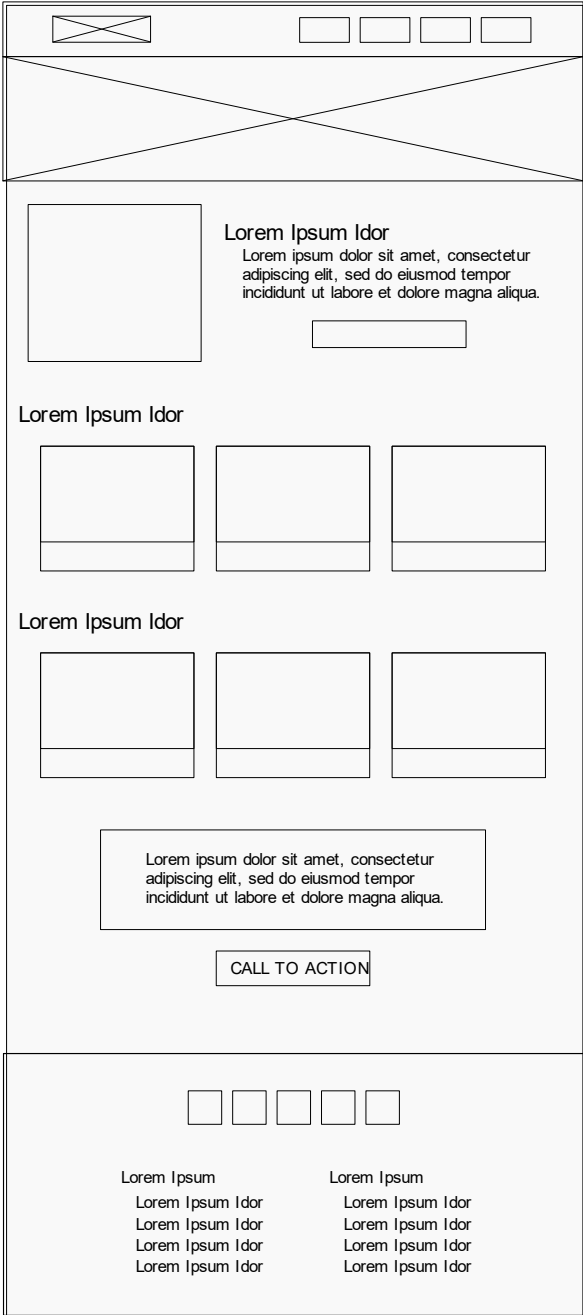 Lorem Ipsum Idor
Lorem ipsum dolor sit amet, consectetur
adipiscing elit, sed do eiusmod tempor
incididunt ut labore et dolore magna aliqua.
Lorem Ipsum Idor
Lorem Ipsum Idor
Lorem ipsum dolor sit amet, consectetur
adipiscing elit, sed do eiusmod tempor
incididunt ut labore et dolore magna aliqua.
CALL TO ACTION
Lorem Ipsum
Lorem Ipsum Idor
Lorem Ipsum Idor
Lorem Ipsum Idor
Lorem Ipsum Idor
Lorem Ipsum
Lorem Ipsum Idor
Lorem Ipsum Idor
Lorem Ipsum Idor
Lorem Ipsum Idor